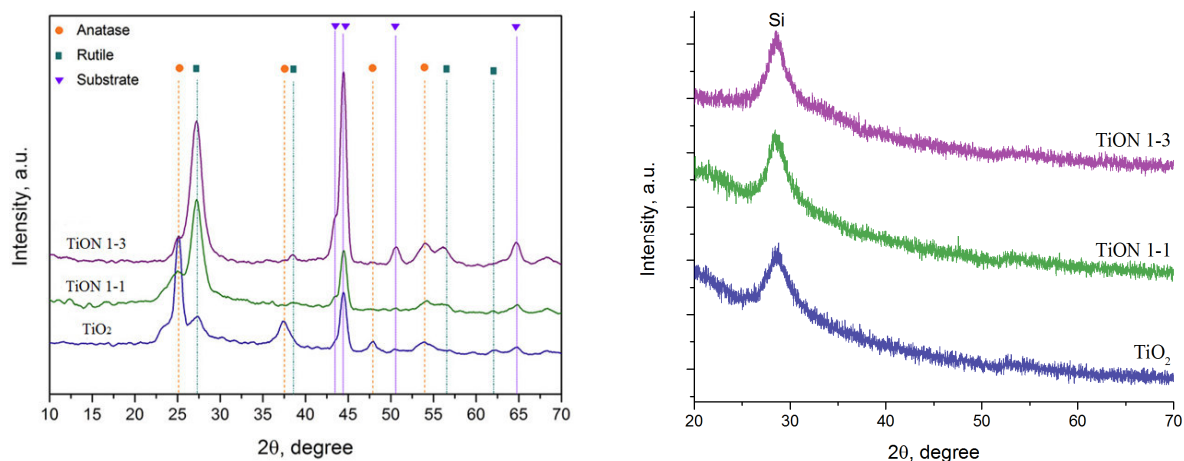 Anatase
Rutile
Substrate
Intensity, a.u.
TiON 1-3
TiON 1-1
TiO₂
10 15 20 25 30 35 40 45 50 55 60 65 70
2θ, degree
Si
Intensity, a.u.
TiON 1-3
TiON 1-1
TiO₂
20 30 40 50 60 70
2θ, degree